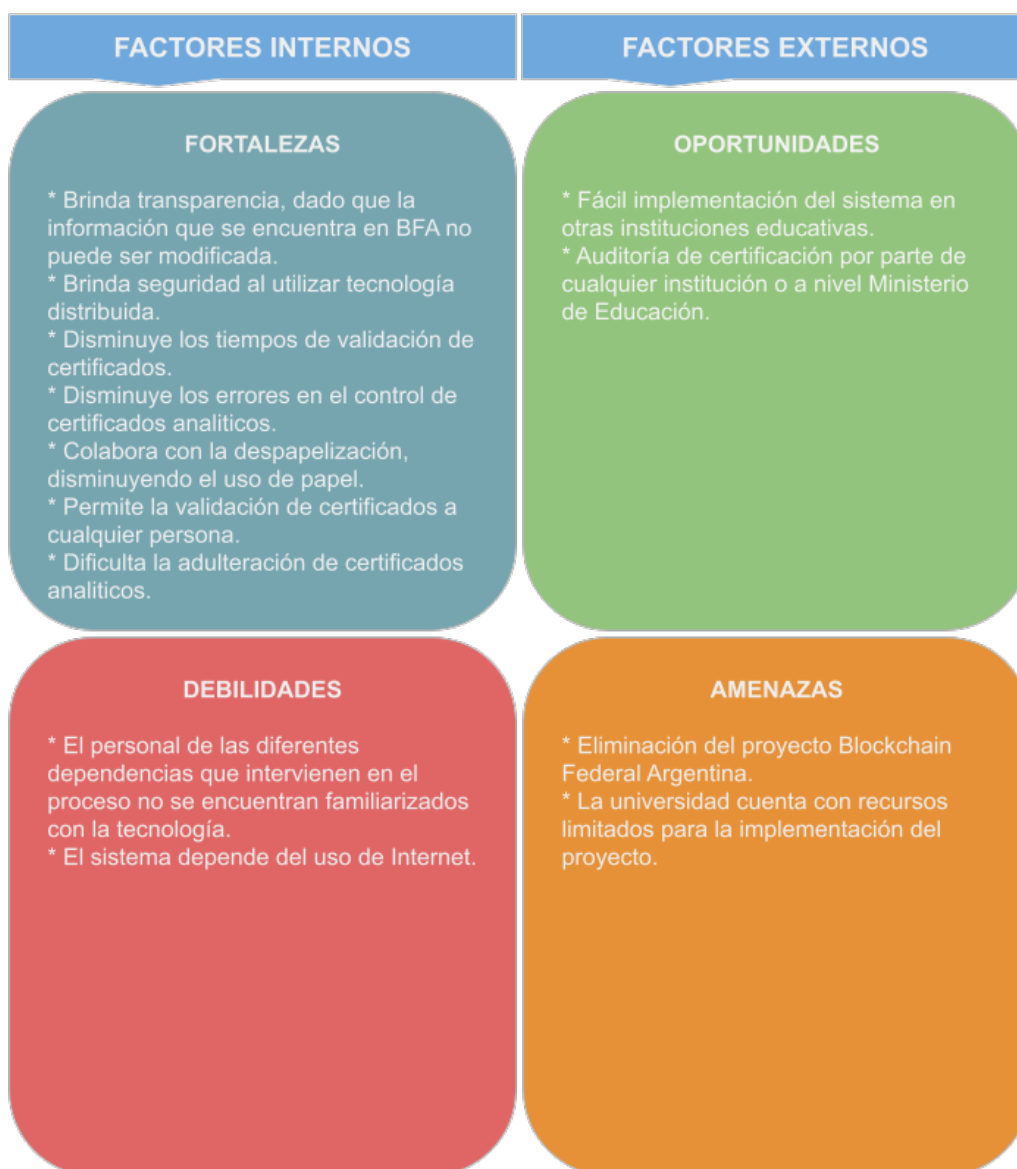 FACTORES INTERNOS
FACTORES EXTERNOS
FORTALEZAS
* Brinda transparencia, dado que la
información que se encuentra en BFA no
puede ser modificada.
* Brinda seguridad al utilizar tecnología
distribuida.
* Disminuye los tiempos de validación de
certificados.
* Disminuye los errores en el control de
certificados analiticos.
* Colabora con la despapelización,
disminuyendo el uso de papel.
* Permite la validación de certificados a
cualquier persona.
* Dificulta la adulteración de certificados
analiticos.
OPORTUNIDADES
* Fácil implementación del sistema en
otras instituciones educativas.
* Auditoría de certificación por parte de
cualquier institución o a nivel Ministerio
de Educación.
DEBILIDADES
* El personal de las diferentes
dependencias que intervienen en el
proceso no se encuentran familiarizados
con la tecnología.
* El sistema depende del uso de Internet.
AMENAZAS
* Eliminación del proyecto Blockchain
Federal Argentina.
* La universidad cuenta con recursos
limitados para la implementación del
proyecto.